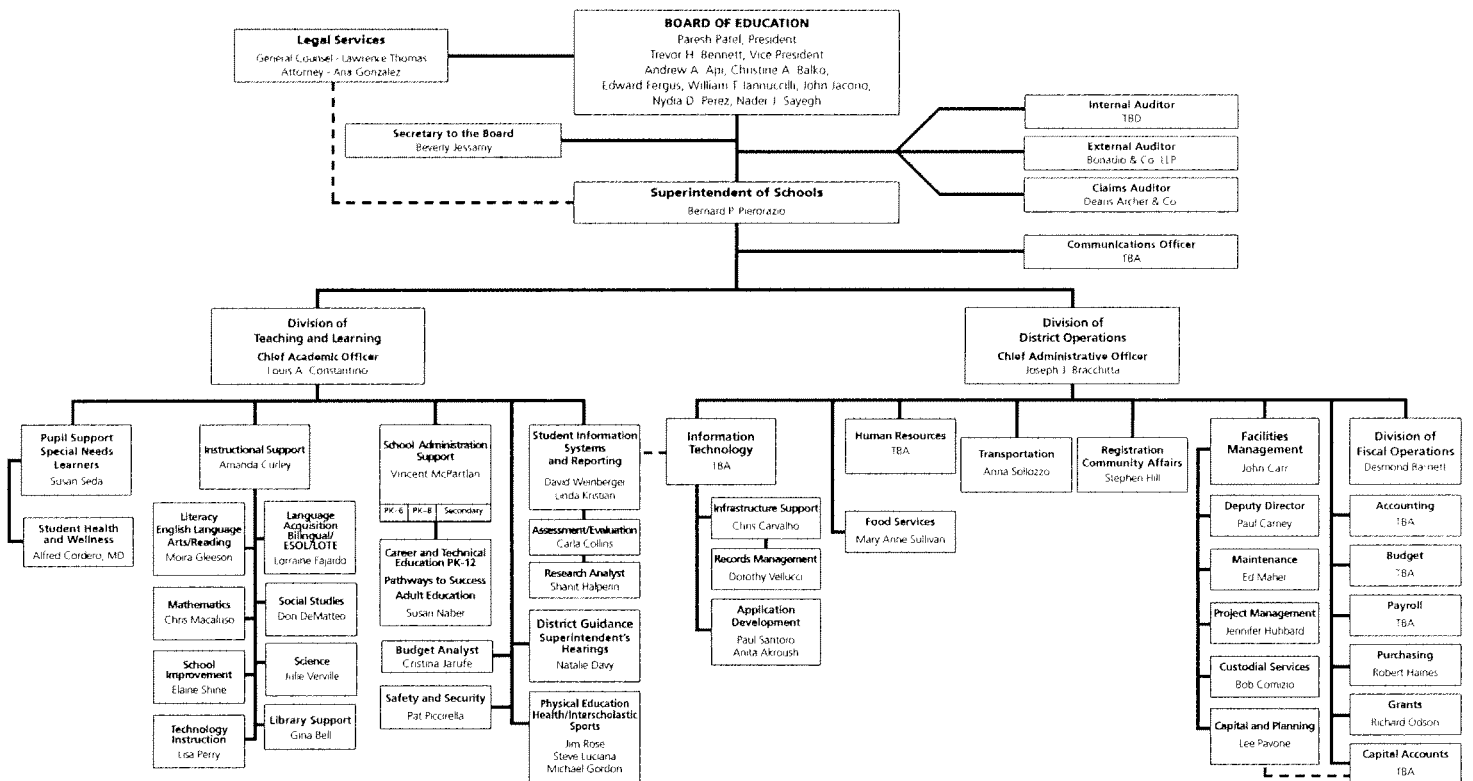 BOARD OF EDUCATION
Paresh Patel, President
Trevor H. Bennett, Vice President
Andrew A. Api, Christine A. Balko,
Edward Fergus, William T. Iannuccilli, John Jacono,
Nydia D. Perez, Nader J. Sayegh
Legal Services
General Counsel - Lawrence Thomas
Attorney - Ana Gonzalez
Secretary to the Board
Beverly Jessamy
Internal Auditor
TBD
External Auditor
Bonadio & Co. LLP
Claims Auditor
Deans Archer & Co
Superintendent of Schools
Bernard P. Pierorazio
Communications Officer
TBA
Division of
Teaching and Learning
Chief Academic Officer
Louis A. Constantino
Division of
District Operations
Chief Administrative Officer
Joseph J. Bracchitta
Pupil Support
Special Needs
Learners
Susan Seda
Student Health
and Wellness
Alfred Cordero, MD
Instructional Support
Amanda Curley
Literacy
English Language
Arts/Reading
Moira Gleeson
Language
Acquisition
Bilingual/
ESOL/LOTE
Lorraine Fajardo
Mathematics
Chris Macaluso
Social Studies
Don DeMatteo
School
Improvement
Elaine Shine
Science
Julie Verville
Technology
Instruction
Lisa Perry
Library Support
Gina Bell
School Administration
Support
Vincent McPartlan
PK-6 PK-8 Secondary
Career and Technical
Education PK-12
Pathways to Success
Adult Education
Susan Naber
Budget Analyst
Cristina Jarufe
Safety and Security
Pat Piccirella
Student Information
Systems
and Reporting
David Weinberger
Linda Kristian
Assessment/Evaluation
Carla Collins
Research Analyst
Shanit Halperin
District Guidance
Superintendent's
Hearings
Natalie Davy
Physical Education
Health/Interscholastic
Sports
Jim Rose
Steve Luciana
Michael Gordon
Information
Technology
TBA
Infrastructure Support
Chris Carvalho
Records Management
Dorothy Vellucci
Application
Development
Paul Santoro
Anita Akroush
Human Resources
TBA
Food Services
Mary Anne Sullivan
Transportation
Anna Sollozzo
Registration
Community Affairs
Stephen Hill
Facilities
Management
John Carr
Deputy Director
Paul Carney
Maintenance
Ed Maher
Project Management
Jennifer Hubbard
Custodial Services
Bob Comizio
Capital and Planning
Lee Pavone
Division of
Fiscal Operations
Desmond Barnett
Accounting
TBA
Budget
TBA
Payroll
TBA
Purchasing
Robert Haines
Grants
Richard Odson
Capital Accounts
TBA